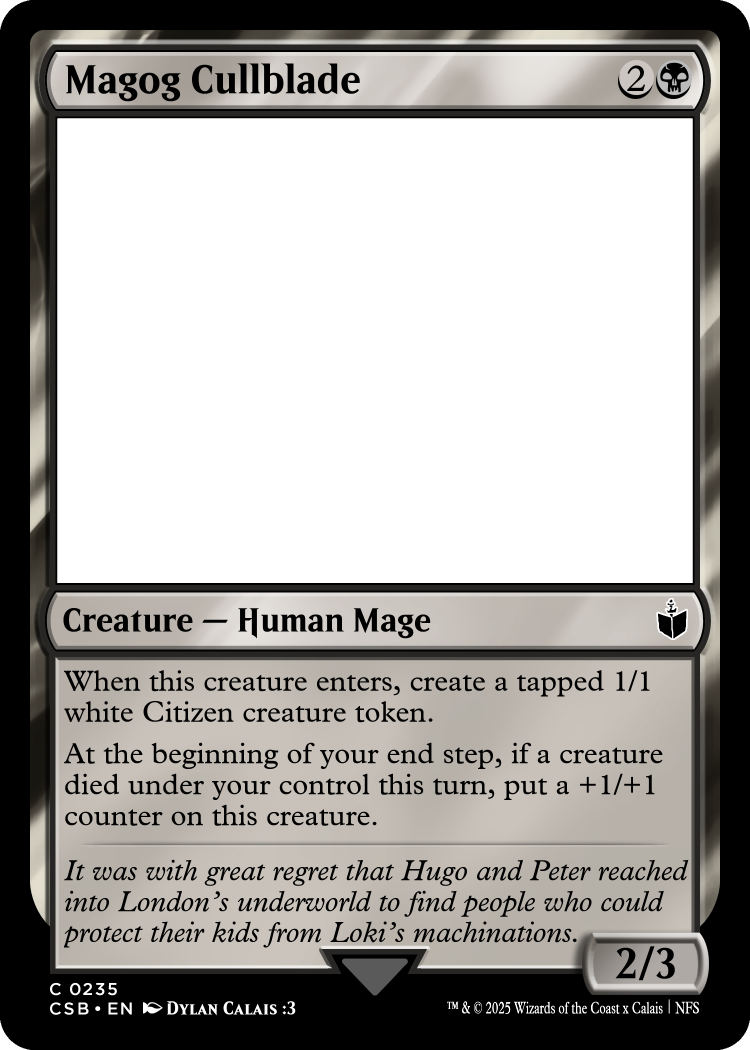 Magog Cullblade
2
Creature — Human Mage
When this creature enters, create a tapped 1/1
white Citizen creature token.
At the beginning of your end step, if a creature
died under your control this turn, put a +1/+1
counter on this creature.
It was with great regret that Hugo and Peter reached
into London's underworld to find people who could
protect their kids from Loki's machinations.
2/3
C 0235
CSB • EN Dylan Calais :3
™ & © 2025 Wizards of the Coast x Calais | NFS